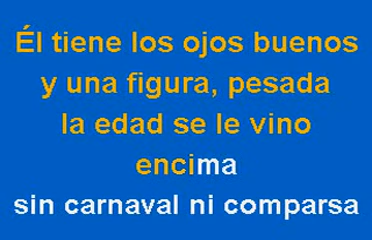 Él tiene los ojos buenos
y una figura, pesada
la edad se le vino
encima
sin carnaval ni comparsa